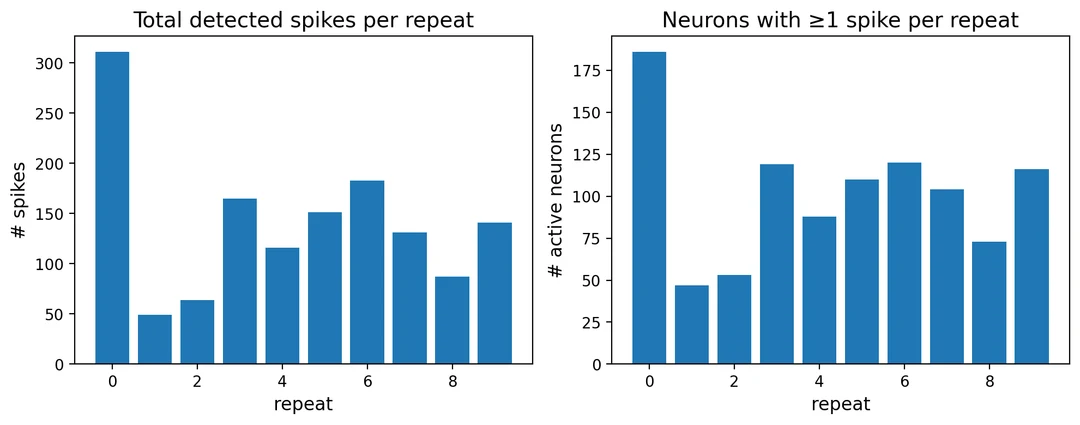 Total detected spikes per repeat
# spikes
300
250
200
150
100
50
0
0 2 4 6 8
repeat
Neurons with ≥1 spike per repeat
# active neurons
175
150
125
100
75
50
25
0
0 2 4 6 8
repeat